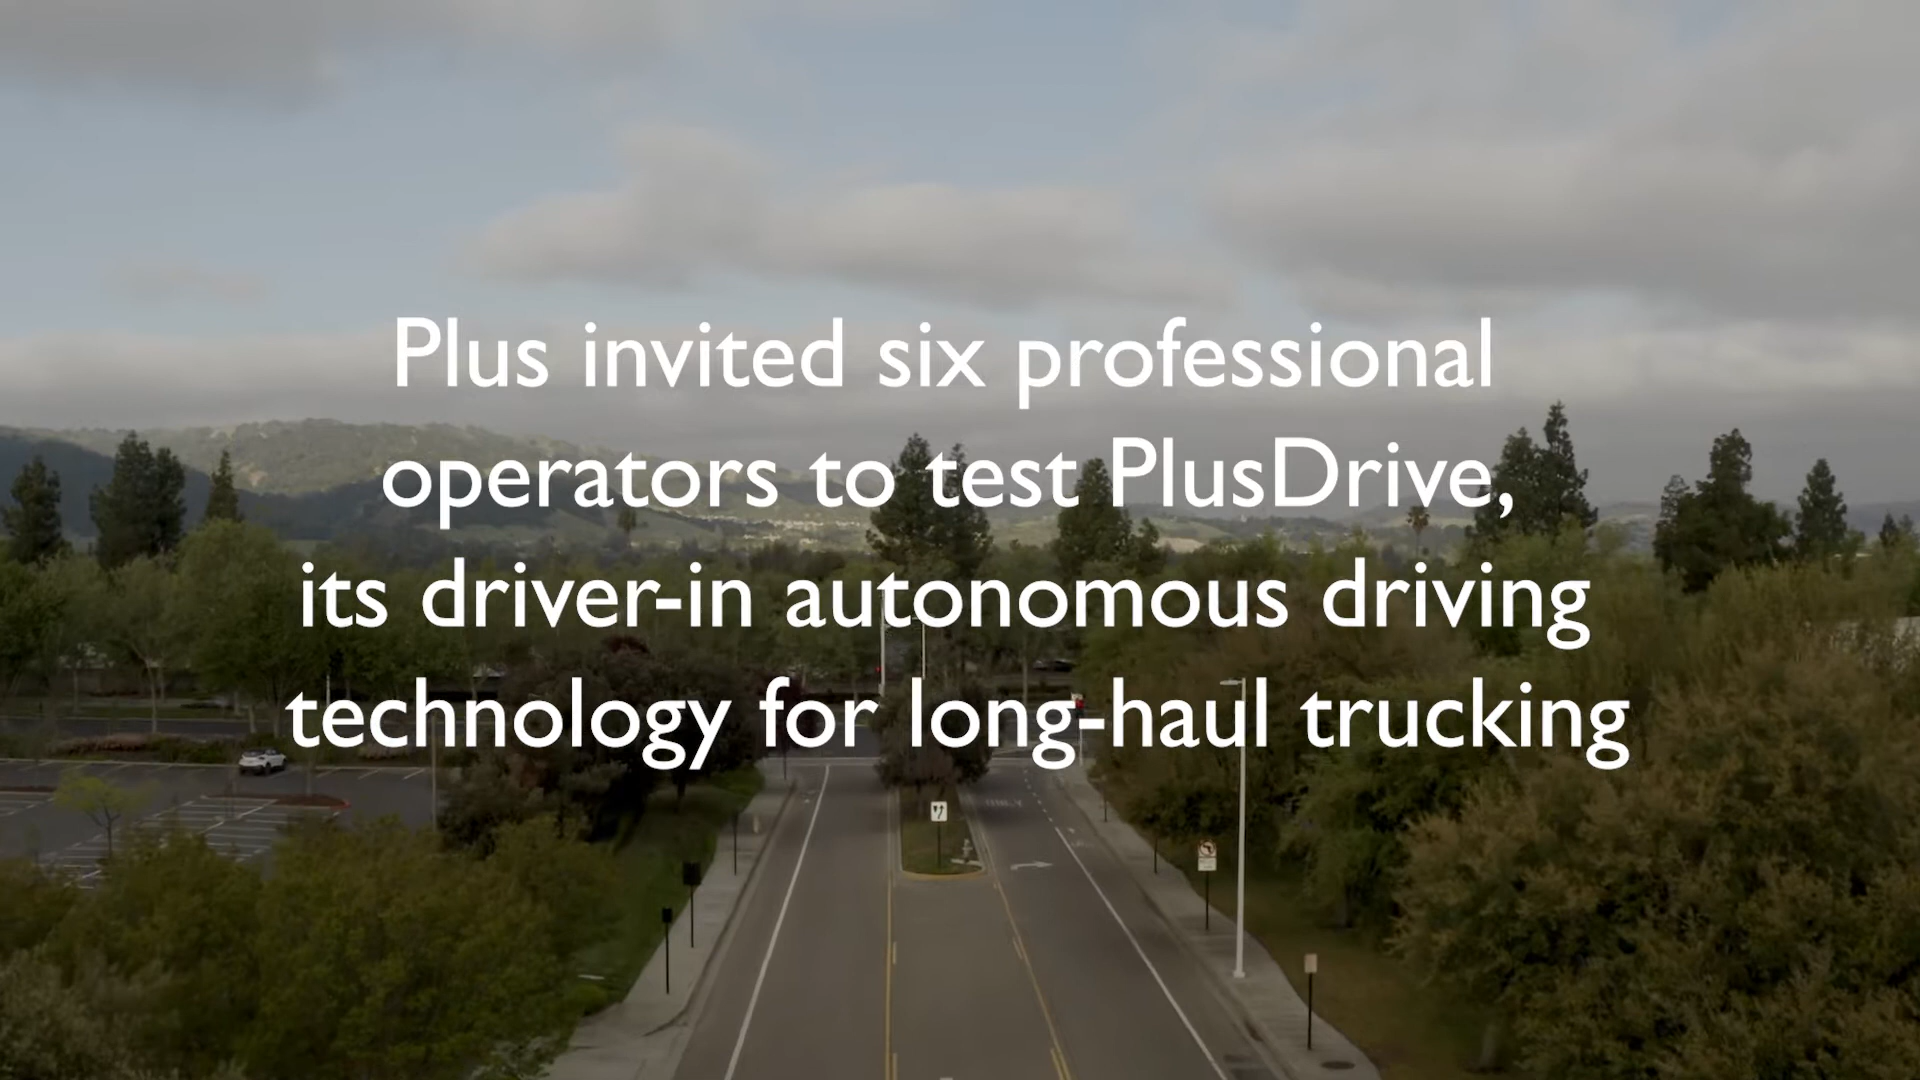 Plus invited six professional
operators to test PlusDrive,
its driver-in autonomous driving
technology for long-haul trucking